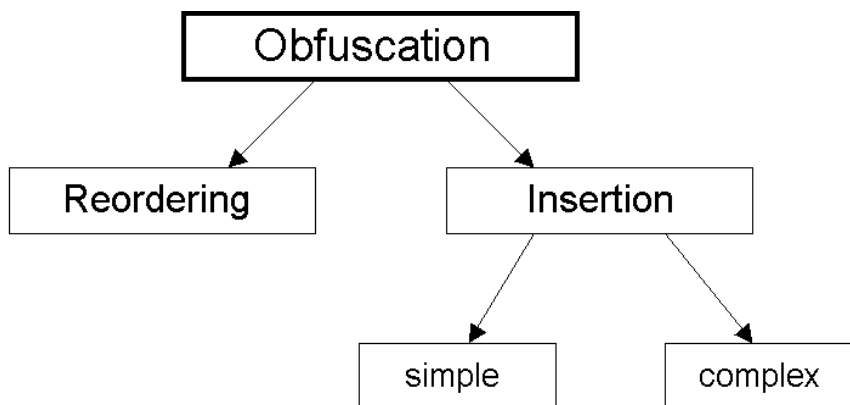 Obfuscation
Reordering
Insertion
simple
complex